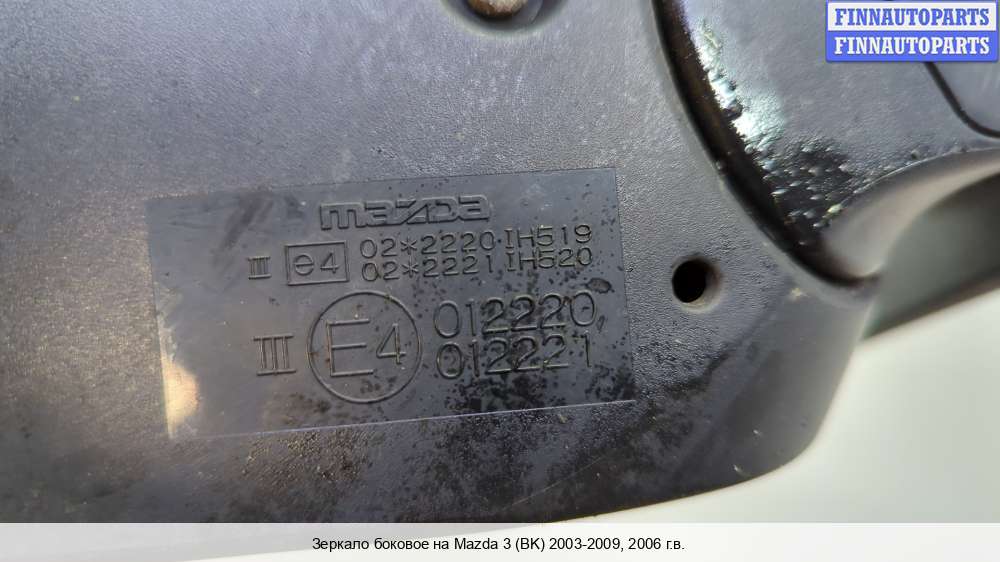 FINNAUTOPARTS
FINNAUTOPARTS
mazda
III e4 02*2220 IH519
02*2221 IH520
III E4 012220
012221
Зеркало боковое на Mazda 3 (BK) 2003-2009, 2006 г.в.